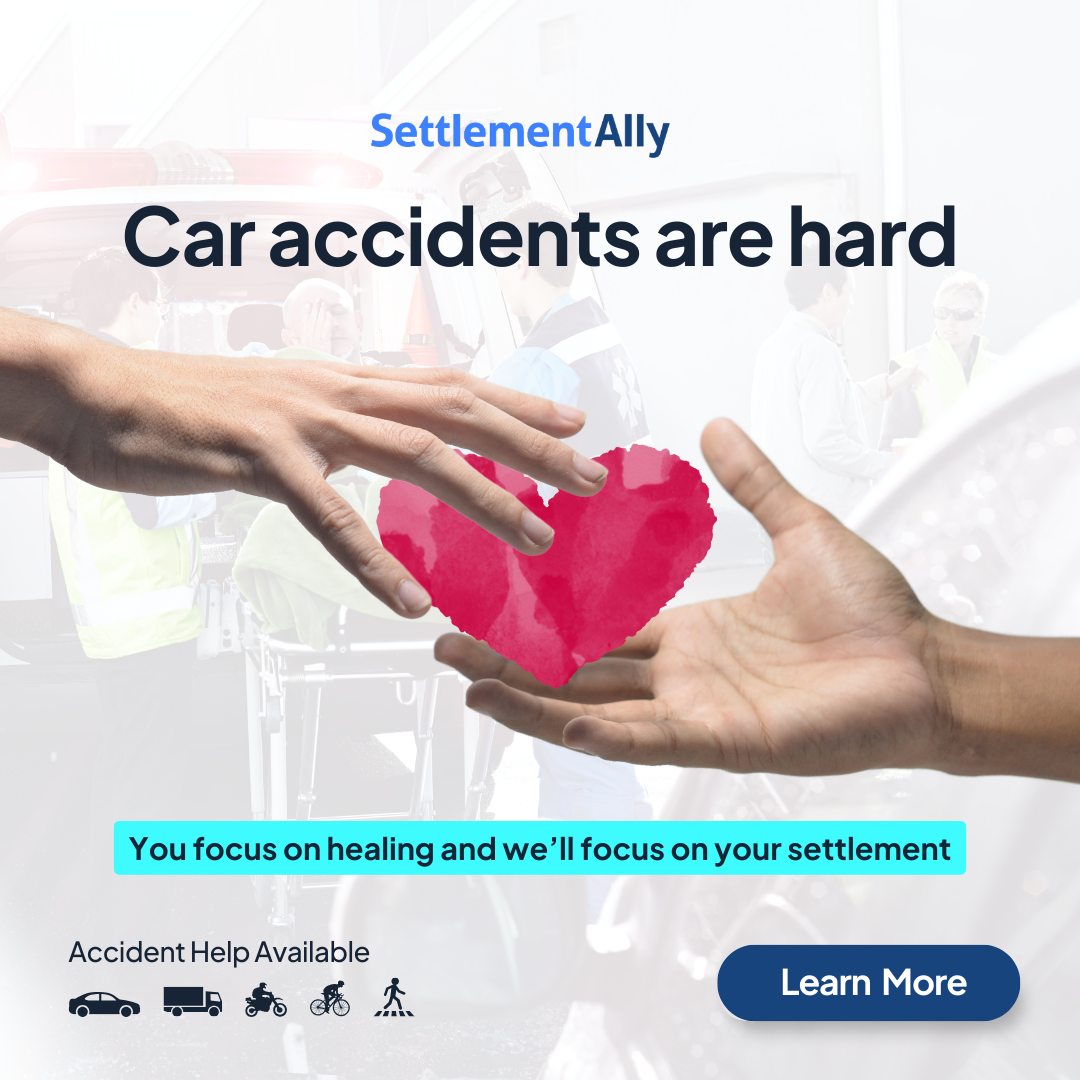 SettlementAlly
Car accidents are hard
You focus on healing and we’ll focus on your settlement
Accident Help Available
Learn More